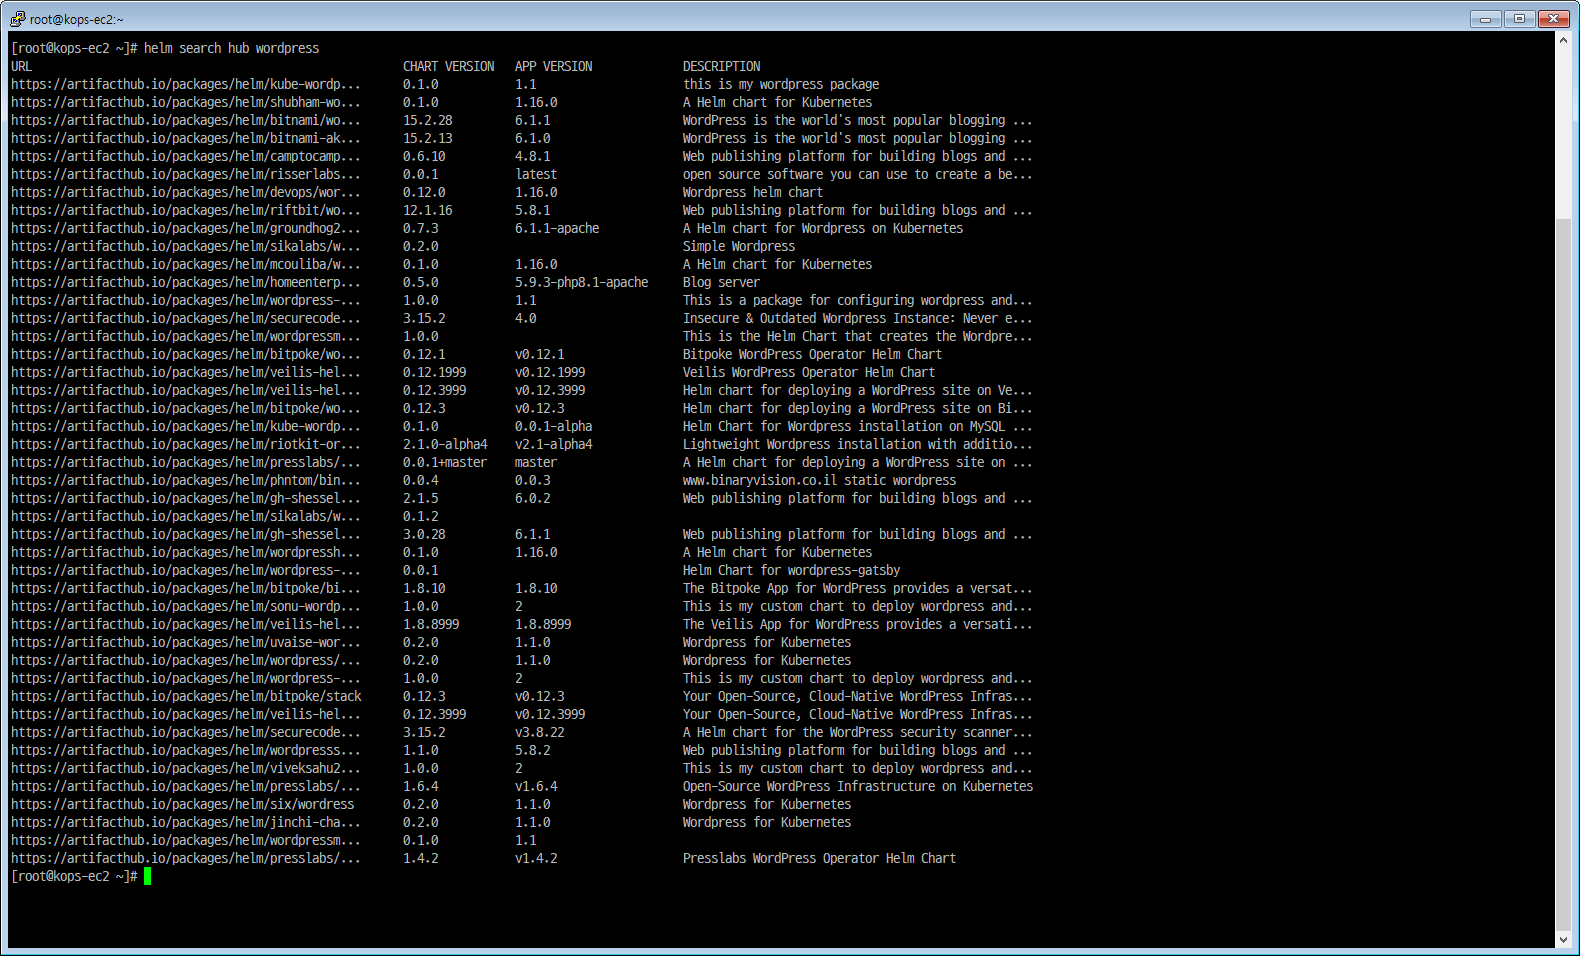 root@kops-ec2:~
[root@kops-ec2 ~]# helm search hub wordpress
URL CHART VERSION APP VERSION DESCRIPTION
https://artifacthub.io/packages/helm/kube-wordp... 0.1.0 1.1 this is my wordpress package
https://artifacthub.io/packages/helm/shubham-wo... 0.1.0 1.16.0 A Helm chart for Kubernetes
https://artifacthub.io/packages/helm/bitnami/wo... 15.2.28 6.1.1 WordPress is the world's most popular blogging ...
https://artifacthub.io/packages/helm/bitnami-ak... 15.2.13 6.1.0 WordPress is the world's most popular blogging ...
https://artifacthub.io/packages/helm/camptocamp... 0.6.10 4.8.1 Web publishing platform for building blogs and ...
https://artifacthub.io/packages/helm/risserlabs... 0.0.1 latest open source software you can use to create a be...
https://artifacthub.io/packages/helm/devops/wor... 0.12.0 1.16.0 Wordpress helm chart
https://artifacthub.io/packages/helm/riftbit/wo... 12.1.16 5.8.1 Web publishing platform for building blogs and ...
https://artifacthub.io/packages/helm/groundhog2... 0.7.3 6.1.1-apache A Helm chart for Wordpress on Kubernetes
https://artifacthub.io/packages/helm/sikalabs/w... 0.2.0 Simple Wordpress
https://artifacthub.io/packages/helm/mcouliba/w... 0.1.0 1.16.0 A Helm chart for Kubernetes
https://artifacthub.io/packages/helm/homeenterp... 0.5.0 5.9.3-php8.1-apache Blog server
https://artifacthub.io/packages/helm/wordpress-... 1.0.0 1.1 This is a package for configuring wordpress and...
https://artifacthub.io/packages/helm/securecode... 3.15.2 4.0 Insecure & Outdated Wordpress Instance: Never e...
https://artifacthub.io/packages/helm/wordpressm... 1.0.0 This is the Helm Chart that creates the Wordpre...
https://artifacthub.io/packages/helm/bitpoke/wo... 0.12.1 v0.12.1 Bitpoke WordPress Operator Helm Chart
https://artifacthub.io/packages/helm/veilis-hel... 0.12.1999 v0.12.1999 Veilis WordPress Operator Helm Chart
https://artifacthub.io/packages/helm/veilis-hel... 0.12.3999 v0.12.3999 Helm chart for deploying a WordPress site on Ve...
https://artifacthub.io/packages/helm/bitpoke/wo... 0.12.3 v0.12.3 Helm chart for deploying a WordPress site on Bi...
https://artifacthub.io/packages/helm/kube-wordp... 0.1.0 0.0.1-alpha Helm Chart for Wordpress installation on MySQL ...
https://artifacthub.io/packages/helm/riotkit-or... 2.1.0-alpha4 v2.1-alpha4 Lightweight Wordpress installation with additio...
https://artifacthub.io/packages/helm/presslabs/... 0.0.1+master master A Helm chart for deploying a WordPress site on ...
https://artifacthub.io/packages/helm/phntom/bin... 0.0.4 0.0.3 www.binaryvision.co.il static wordpress
https://artifacthub.io/packages/helm/gh-shessel... 2.1.5 6.0.2 Web publishing platform for building blogs and ...
https://artifacthub.io/packages/helm/sikalabs/w... 0.1.2
https://artifacthub.io/packages/helm/gh-shessel... 3.0.28 6.1.1 Web publishing platform for building blogs and ...
https://artifacthub.io/packages/helm/wordpressh... 0.1.0 1.16.0 A Helm chart for Kubernetes
https://artifacthub.io/packages/helm/wordpress-... 0.0.1 Helm Chart for wordpress-gatsby
https://artifacthub.io/packages/helm/bitpoke/bi... 1.8.10 1.8.10 The Bitpoke App for WordPress provides a versat...
https://artifacthub.io/packages/helm/sonu-wordp... 1.0.0 2 This is my custom chart to deploy wordpress and...
https://artifacthub.io/packages/helm/veilis-hel... 1.8.8999 1.8.8999 The Veilis App for WordPress provides a versati...
https://artifacthub.io/packages/helm/uvaise-wor... 0.2.0 1.1.0 Wordpress for Kubernetes
https://artifacthub.io/packages/helm/wordpress/... 0.2.0 1.1.0 Wordpress for Kubernetes
https://artifacthub.io/packages/helm/wordpress-... 1.0.0 2 This is my custom chart to deploy wordpress and...
https://artifacthub.io/packages/helm/bitpoke/stack 0.12.3 v0.12.3 Your Open-Source, Cloud-Native WordPress Infras...
https://artifacthub.io/packages/helm/veilis-hel... 0.12.3999 v0.12.3999 Your Open-Source, Cloud-Native WordPress Infras...
https://artifacthub.io/packages/helm/securecode... 3.15.2 v3.8.22 A Helm chart for the WordPress security scanner...
https://artifacthub.io/packages/helm/wordpresss... 1.1.0 5.8.2 Web publishing platform for building blogs and ...
https://artifacthub.io/packages/helm/viveksahu2... 1.0.0 2 This is my custom chart to deploy wordpress and...
https://artifacthub.io/packages/helm/presslabs/... 1.6.4 v1.6.4 Open-Source WordPress Infrastructure on Kubernetes
https://artifacthub.io/packages/helm/six/wordress 0.2.0 1.1.0 Wordpress for Kubernetes
https://artifacthub.io/packages/helm/jinchi-cha... 0.2.0 1.1.0 Wordpress for Kubernetes
https://artifacthub.io/packages/helm/wordpressm... 0.1.0 1.1
https://artifacthub.io/packages/helm/presslabs/... 1.4.2 v1.4.2 Presslabs WordPress Operator Helm Chart
[root@kops-ec2 ~]#